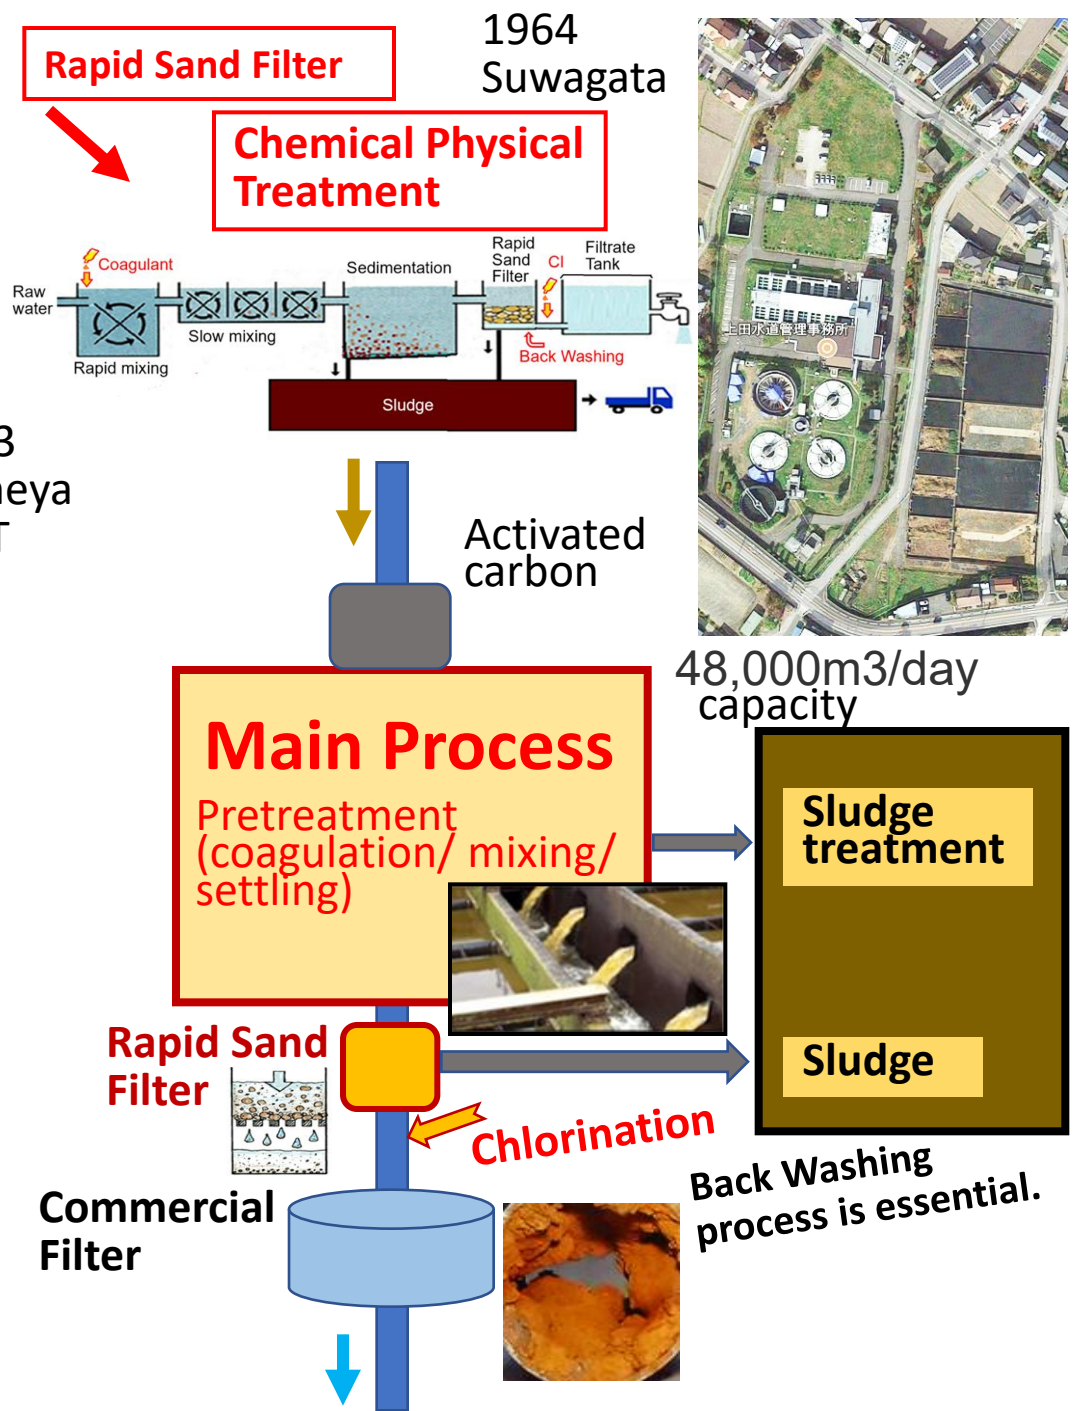 1964
Suwagata
Rapid Sand Filter
Chemical Physical
Treatment
Coagulant
Raw
water
Rapid mixing
Slow mixing
Sedimentation
Rapid
Sand
Filter
Cl
Filtrate
Tank
Back Washing
Sludge
上田水道管理事務所
3
neya
T
Activated
carbon
48,000m3/day
capacity
Main Process
Pretreatment
(coagulation/ mixing/
settling)
Sludge
treatment
Sludge
Rapid Sand
Filter
Chlorination
Back Washing
process is essential.
Commercial
Filter